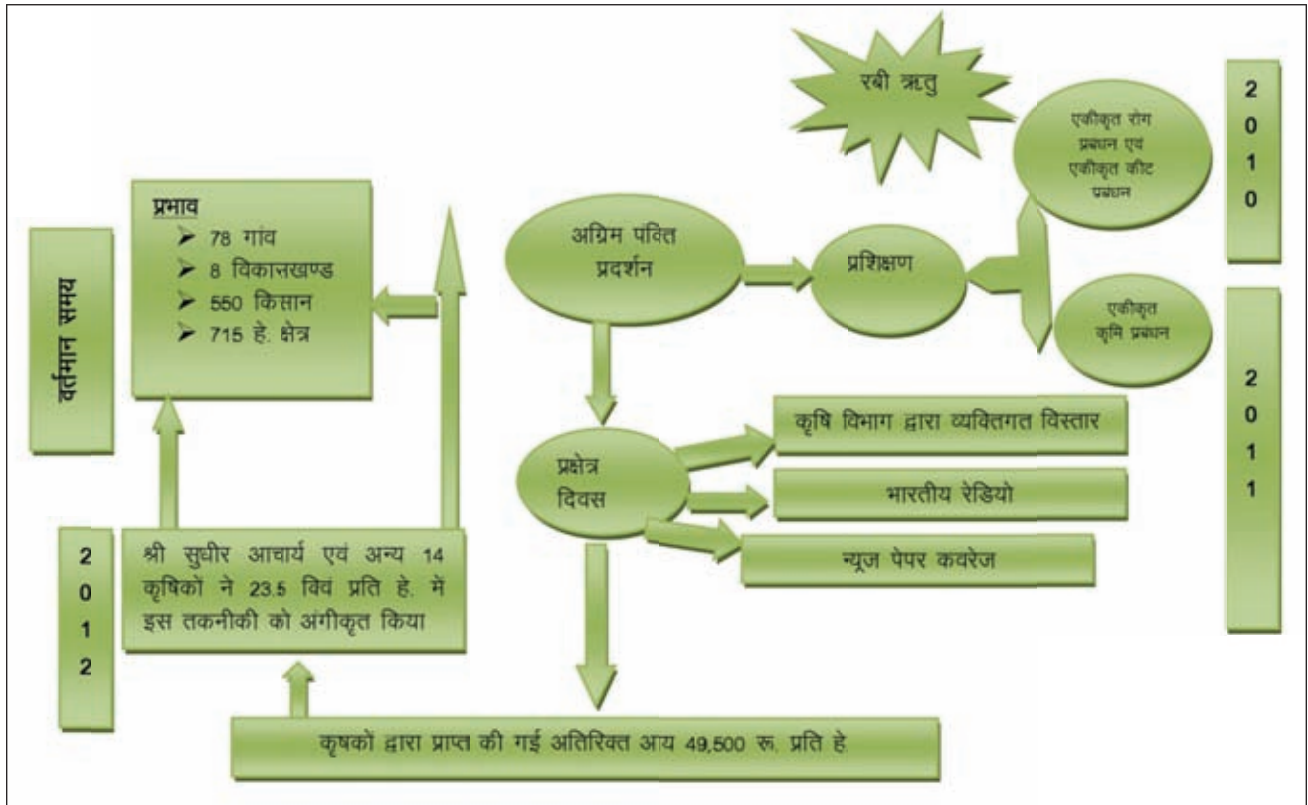 रबी ऋतु
एकीकृत रोग
प्रबंधन एवं
एकीकृत कीट
प्रबंधन
2
0
1
0
अग्रिम पंक्ति
प्रदर्शन
प्रशिक्षण
एकीकृत
कृमि प्रबंधन
2
0
1
1
प्रक्षेत्र
दिवस
कृषि विभाग द्वारा व्यक्तिगत विस्तार
भारतीय रेडियो
न्यूज पेपर कवरेज
वर्तमान समय
प्रभाव
➢ 78 गांव
➢ 8 विकासखण्ड
➢ 550 किसान
➢ 715 हे. क्षेत्र
2
0
1
2
श्री सुधीर आचार्य एवं अन्य 14
कृषिकों ने 23.5 क्विं प्रति हे. में
इस तकनीकी को अंगीकृत किया
कृषकों द्वारा प्राप्त की गई अतिरिक्त आय 49,500 रू. प्रति हे.